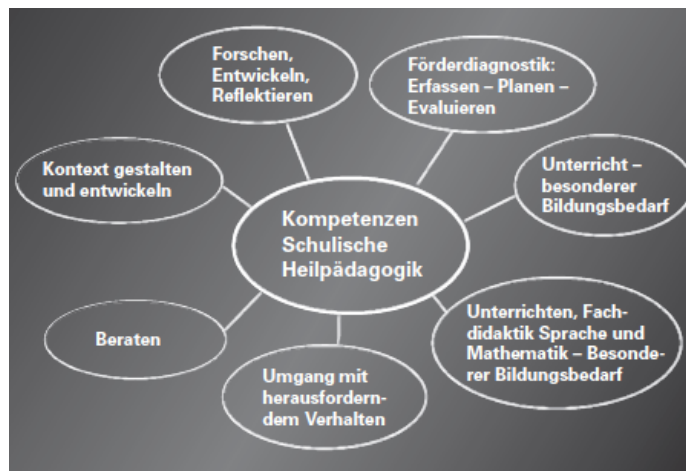 Forschen,
Entwickeln,
Reflektieren
Förderdiagnostik:
Erfassen – Planen –
Evaluieren
Kontext gestalten
und entwickeln
Unterricht –
besonderer
Bildungsbedarf
Kompetenzen
Schulische
Heilpädagogik
Unterrichten, Fach-
didaktik Sprache und
Mathematik – Besonde-
rer Bildungsbedarf
Beraten
Umgang mit
herausfordern-
dem Verhalten